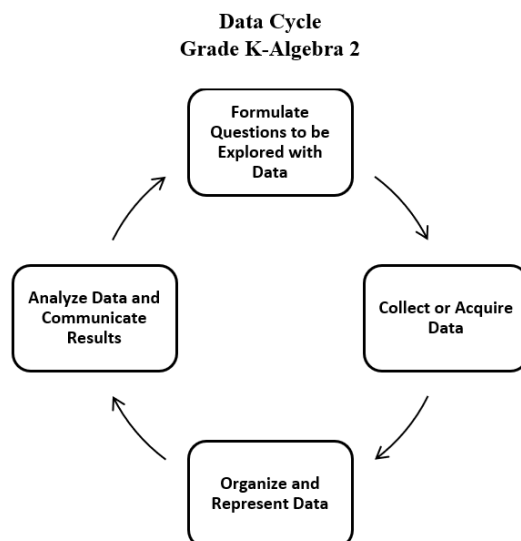 Data Cycle
Grade K-Algebra 2
Formulate
Questions to be
Explored with
Data
Collect or Acquire
Data
Organize and
Represent Data
Analyze Data and
Communicate
Results